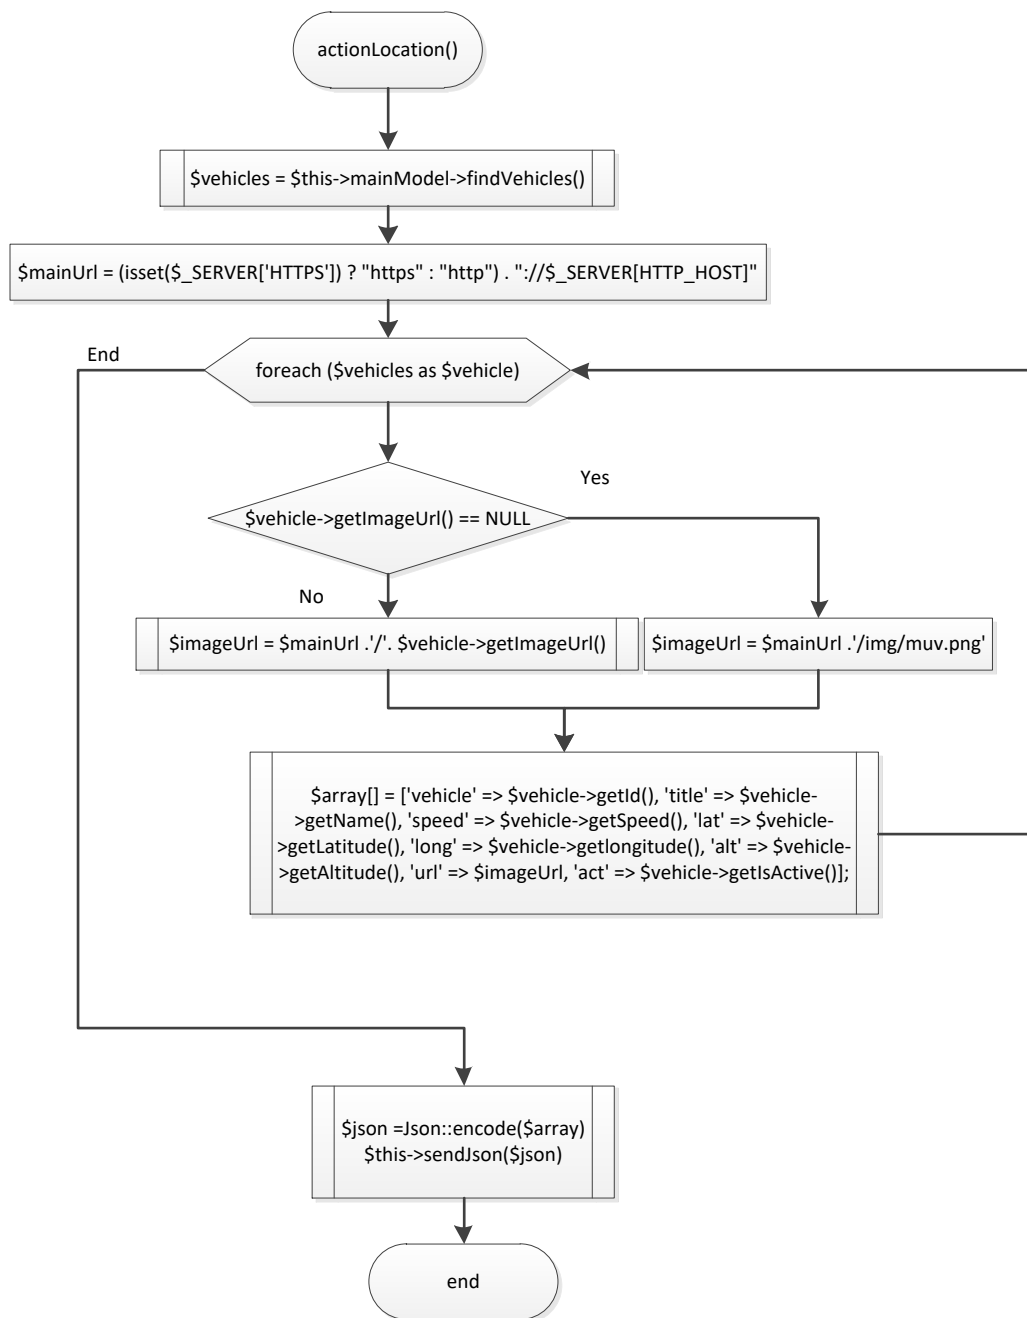 actionLocation()
$vehicles = $this->mainModel->findVehicles()
$mainUrl = (isset($_SERVER['HTTPS']) ? "https" : "http") . "://$_SERVER[HTTP_HOST]"
End
foreach ($vehicles as $vehicle)
Yes
$vehicle->getImageUrl() == NULL
No
$imageUrl = $mainUrl .'/'. $vehicle->getImageUrl()
$imageUrl = $mainUrl .'/img/muv.png'
$array[] = ['vehicle' => $vehicle->getId(), 'title' => $vehicle-
>getName(), 'speed' => $vehicle->getSpeed(), 'lat' => $vehicle-
>getLatitude(), 'long' => $vehicle->getlongitude(), 'alt' => $vehicle-
>getAltitude(), 'url' => $imageUrl, 'act' => $vehicle->getIsActive()];
$json =Json::encode($array)
$this->sendJson($json)
end